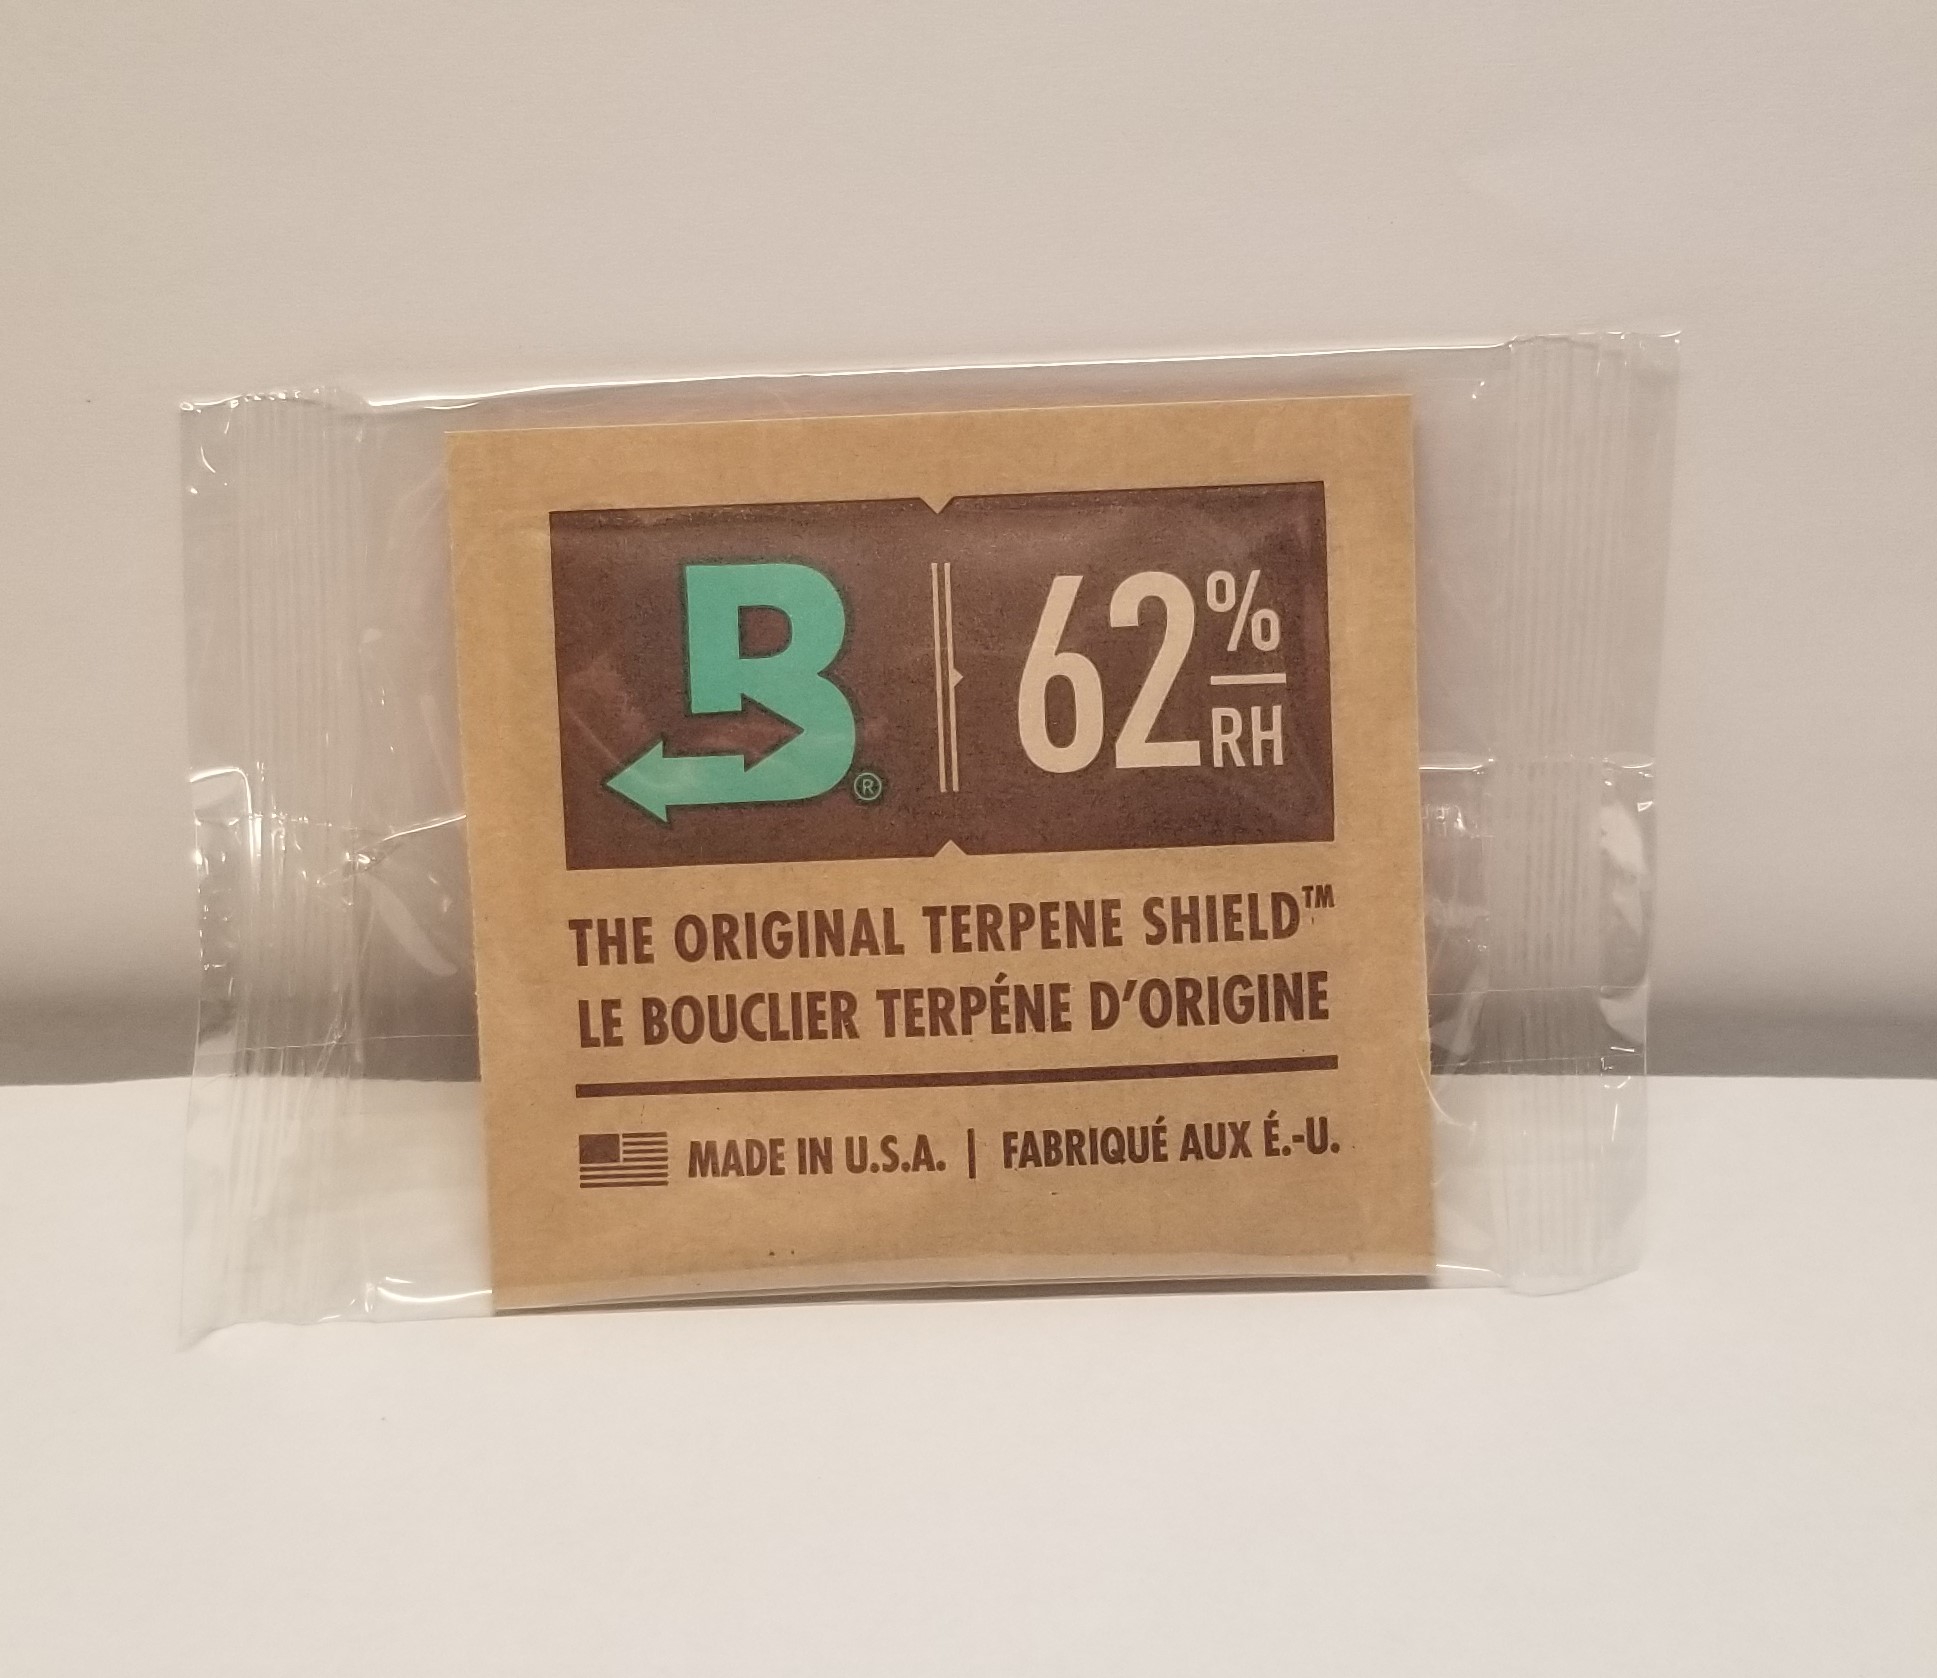 B® 62% RH
THE ORIGINAL TERPENE SHIELD™
LE BOUCLIER TERPÉNE D'ORIGINE
MADE IN U.S.A. | FABRIQUÉ AUX É.-U.